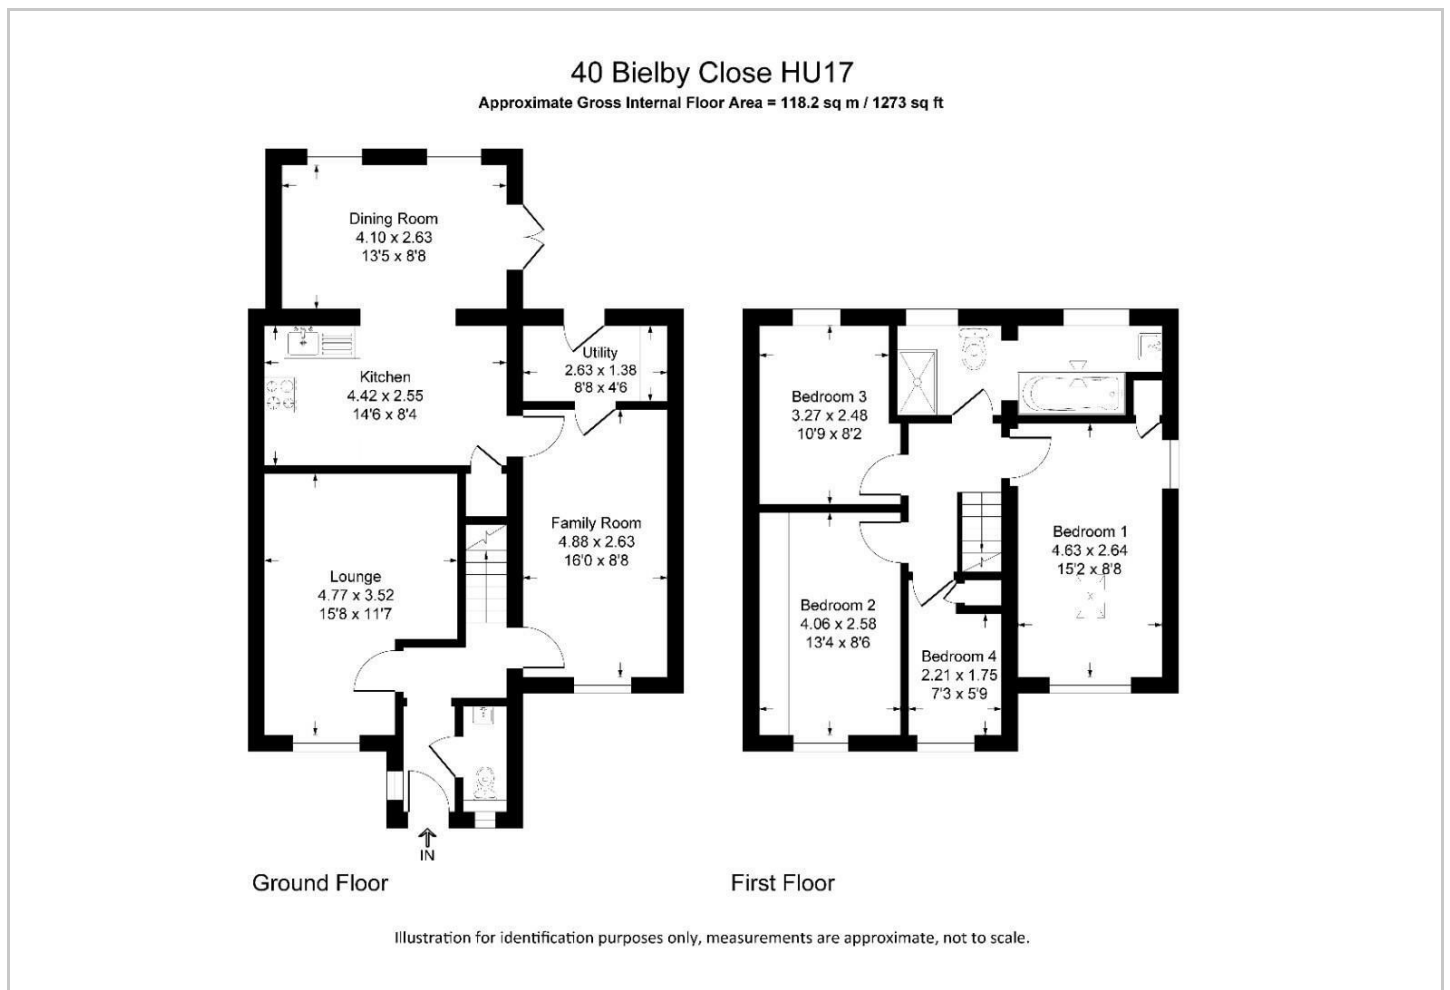 40 Bielby Close HU17
Approximate Gross Internal Floor Area = 118.2 sq m / 1273 sq ft
Dining Room
4.10 x 2.63
13'5 x 8'8
Utility
2.63 x 1.38
8'8 x 4'6
Kitchen
4.42 x 2.55
14'6 x 8'4
Family Room
4.88 x 2.63
16'0 x 8'8
Lounge
4.77 x 3.52
15'8 x 11'7
IN
Ground Floor
Bedroom 3
3.27 x 2.48
10'9 x 8'2
Bedroom 1
4.63 x 2.64
15'2 x 8'8
Bedroom 2
4.06 x 2.58
13'4 x 8'6
Bedroom 4
2.21 x 1.75
7'3 x 5'9
First Floor
Illustration for identification purposes only, measurements are approximate, not to scale.